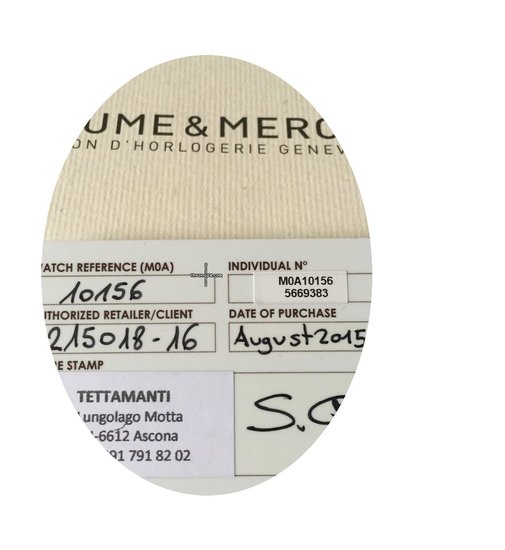 UME & MERC
ON D'HORLOGERIE GENEV
WATCH REFERENCE (M0A)
10156
INDIVIDUAL N°
M0A10156
5669383
UTHORIZED RETAILER/CLIENT
215018-16
DATE OF PURCHASE
August 2015
RE STAMP
TETTAMANTI
Lungolago Motta
-6612 Ascona
91 791 82 02
S.